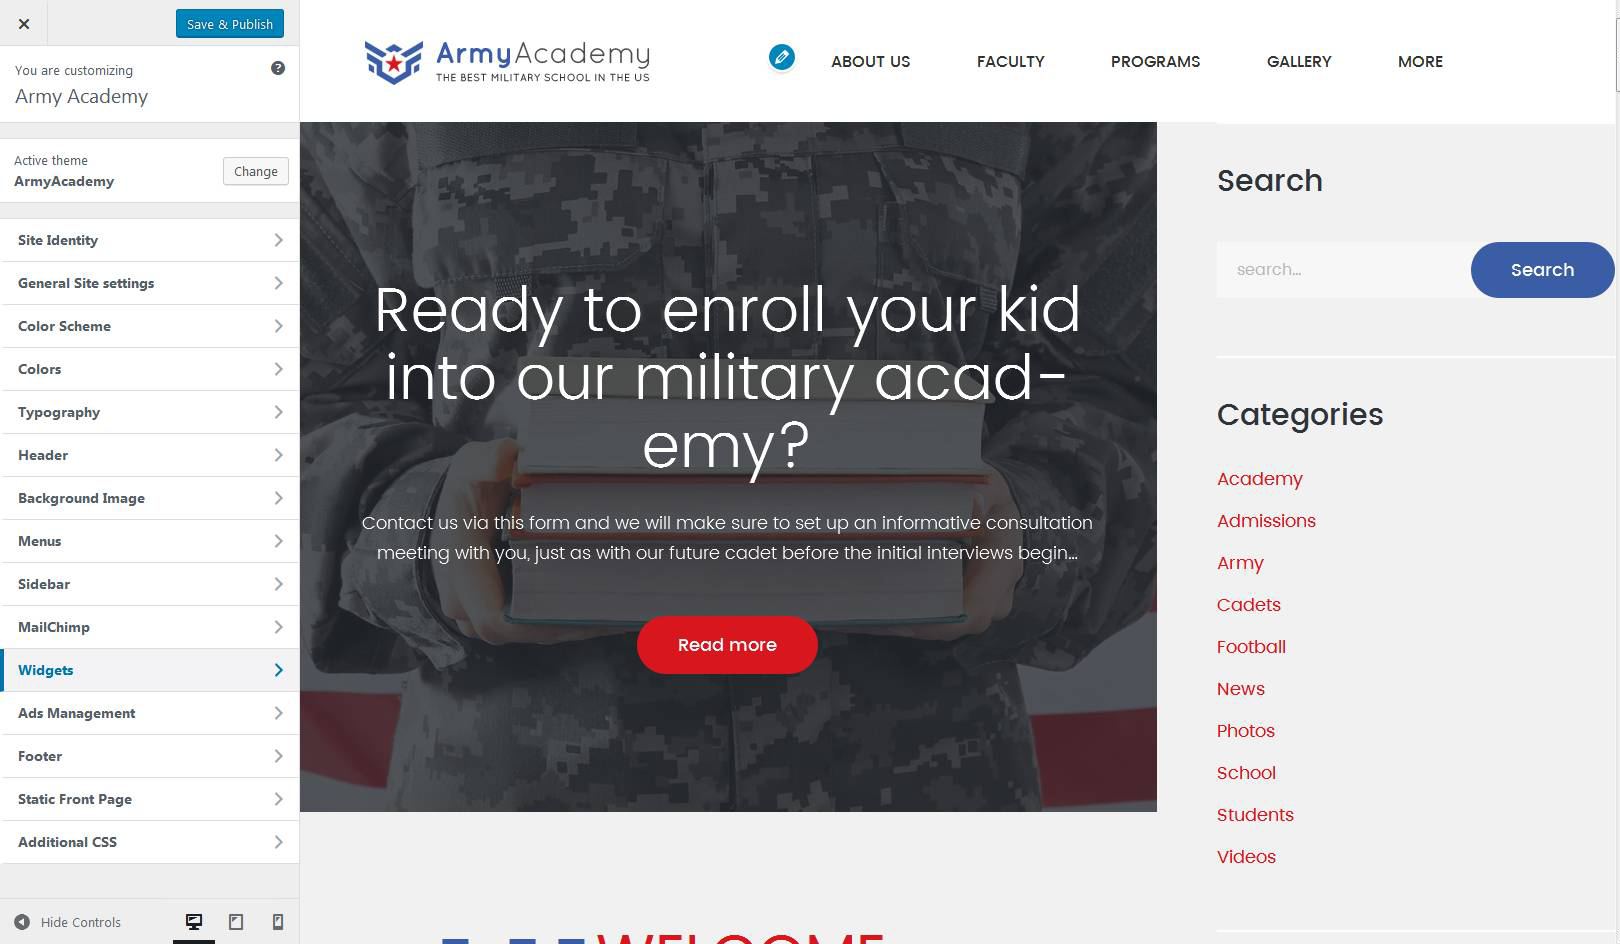 Save & Publish
You are customizing
Army Academy
Active theme
ArmyAcademy
Change
Site Identity
General Site settings
Color Scheme
Colors
Typography
Header
Background Image
Menus
Sidebar
MailChimp
Widgets
Ads Management
Footer
Static Front Page
Additional CSS
Hide Controls
ArmyAcademy
THE BEST MILITARY SCHOOL IN THE US
ABOUT US
FACULTY
PROGRAMS
GALLERY
MORE
Ready to enroll your kid
into our military acad-
emy?
Contact us via this form and we will make sure to set up an informative consultation
meeting with you, just as with our future cadet before the initial interviews begin...
Read more
WELCOME
Search
search...
Search
Categories
Academy
Admissions
Army
Cadets
Football
News
Photos
School
Students
Videos